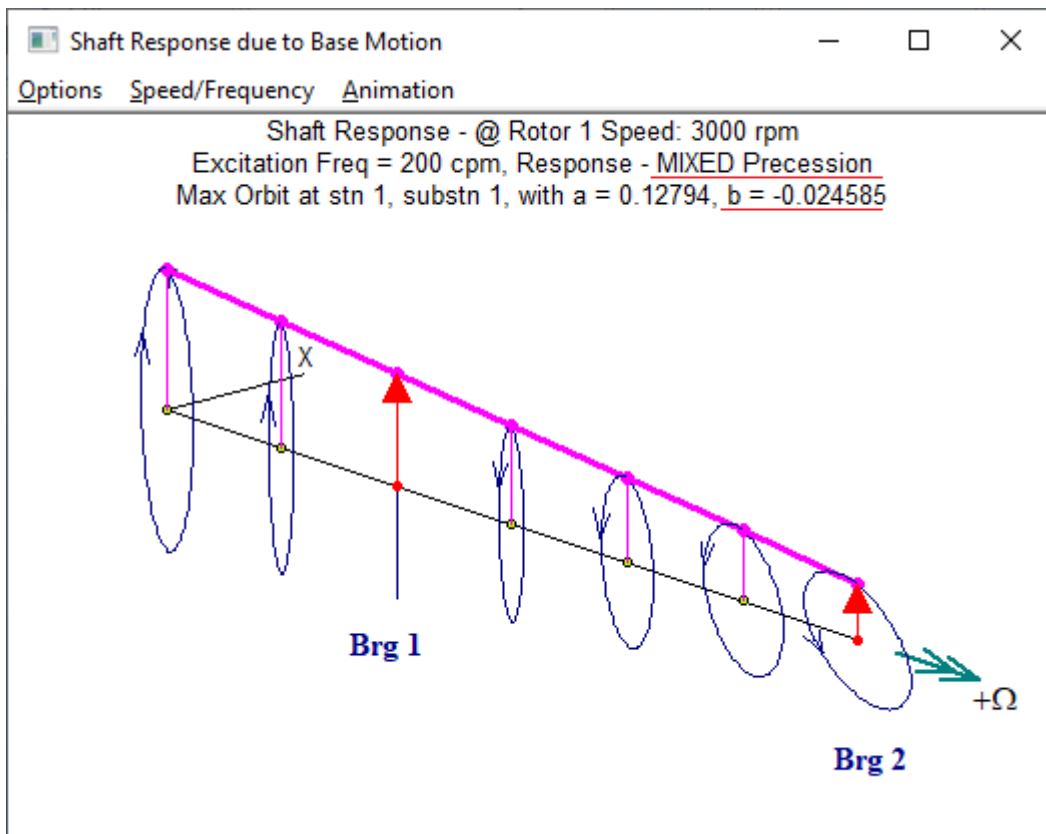 Shaft Response due to Base Motion
Options Speed/Frequency Animation
Shaft Response - @ Rotor 1 Speed: 3000 rpm
Excitation Freq = 200 cpm, Response - MIXED Precession
Max Orbit at stn 1, substn 1, with a = 0.12794, b = -0.024585
X
Brg 1
+Ω
Brg 2